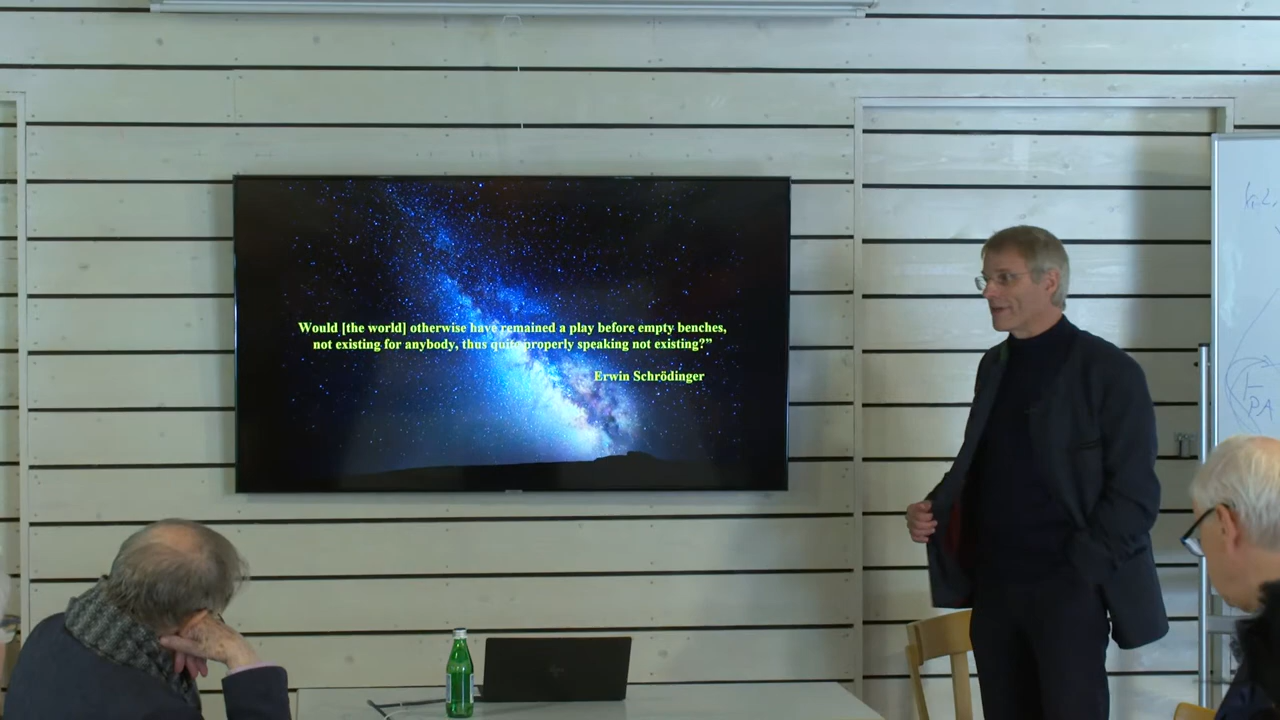 Would [the world] otherwise have remained a play before empty benches,
not existing for anybody, thus quite properly speaking not existing?”
Erwin Schrödinger
PA